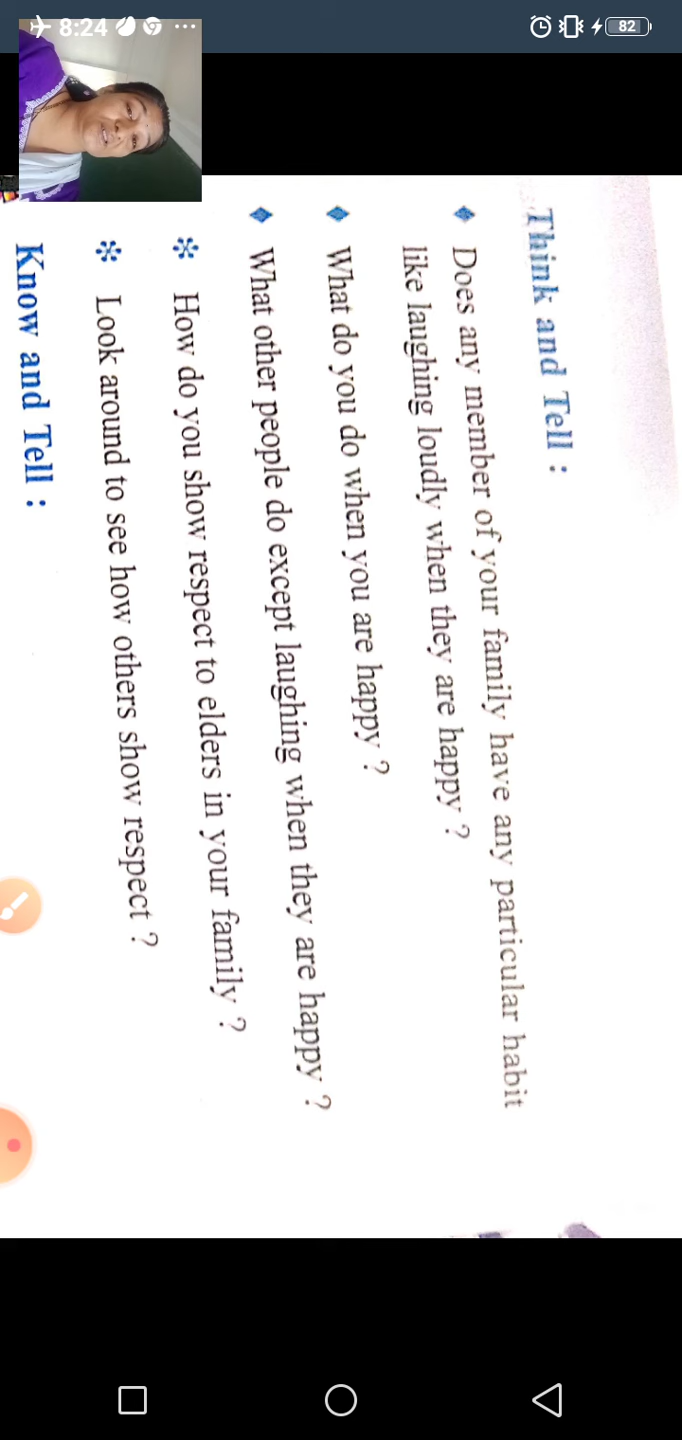 8:24
82
Think and Tell :
Does any member of your family have any particular habit
like laughing loudly when they are happy ?
What do you do when you are happy ?
What other people do except laughing when they are happy ?
How do you show respect to elders in your family ?
Look around to see how others show respect ?
Know and Tell :